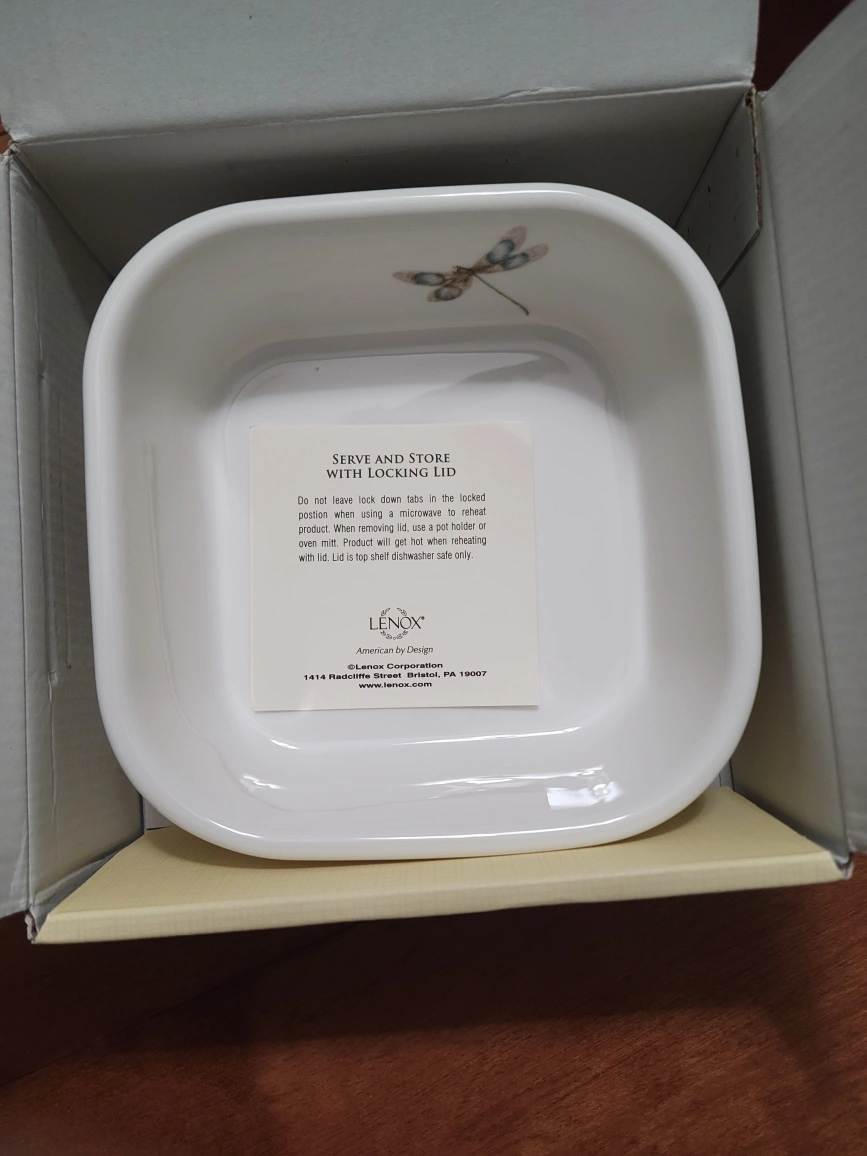 SERVE AND STORE
WITH LOCKING LID
Do not leave lock down tabs in the locked
postion when using a microwave to reheat
product. When removing lid, use a pot holder or
oven mitt. Product will get hot when reheating
with lid. Lid is top shelf dishwasher safe only.
LENOX®
American by Design
©Lenox Corporation
1414 Radcliffe Street Bristol, PA 19007
www.lenox.com